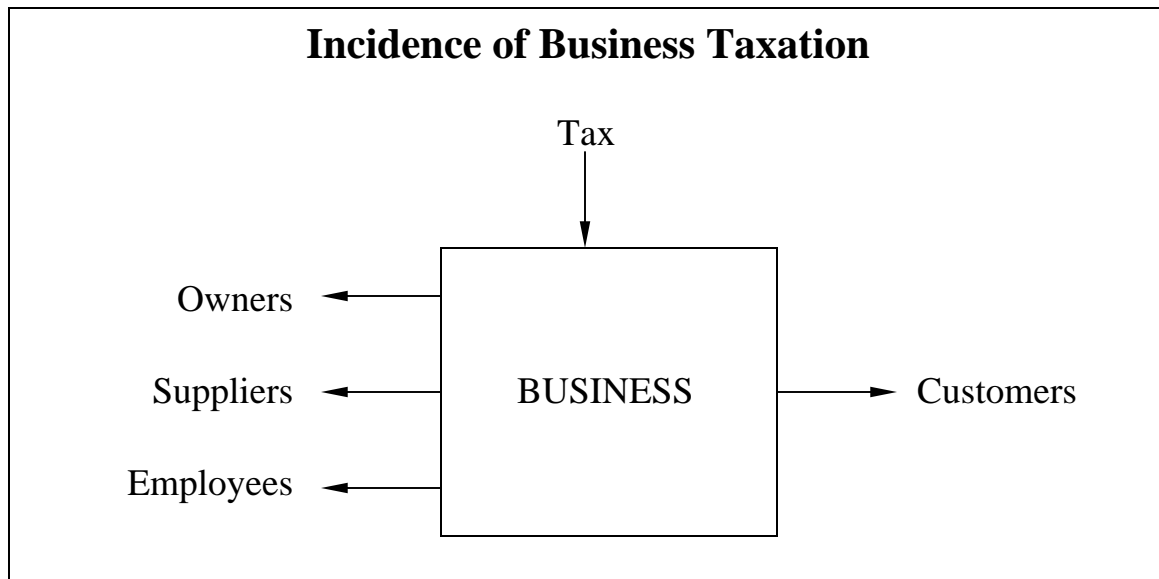 Incidence of Business Taxation
Tax
Owners
Suppliers
BUSINESS
Customers
Employees